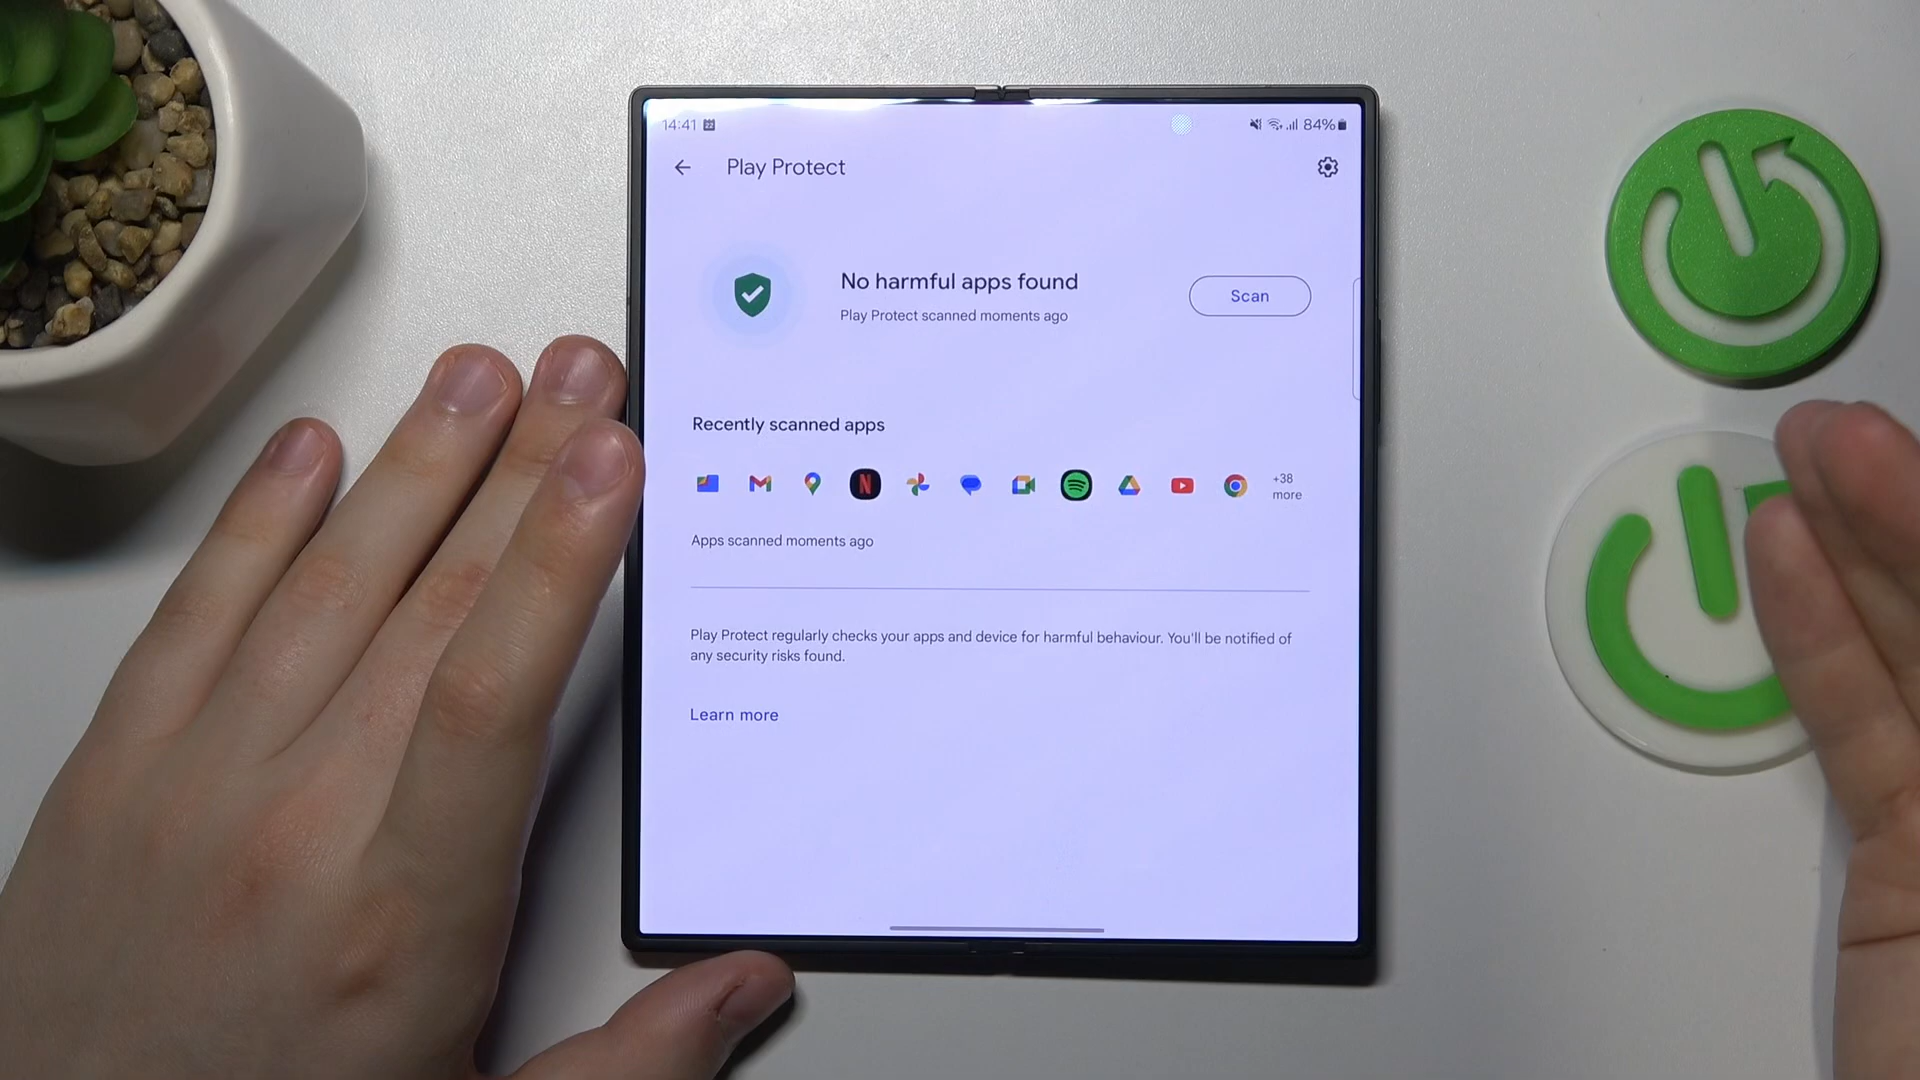 14:41 22
84%
Play Protect
No harmful apps found
Play Protect scanned moments ago
Scan
Recently scanned apps
N
+38
more
Apps scanned moments ago
Play Protect regularly checks your apps and device for harmful behaviour. You'll be notified of
any security risks found.
Learn more